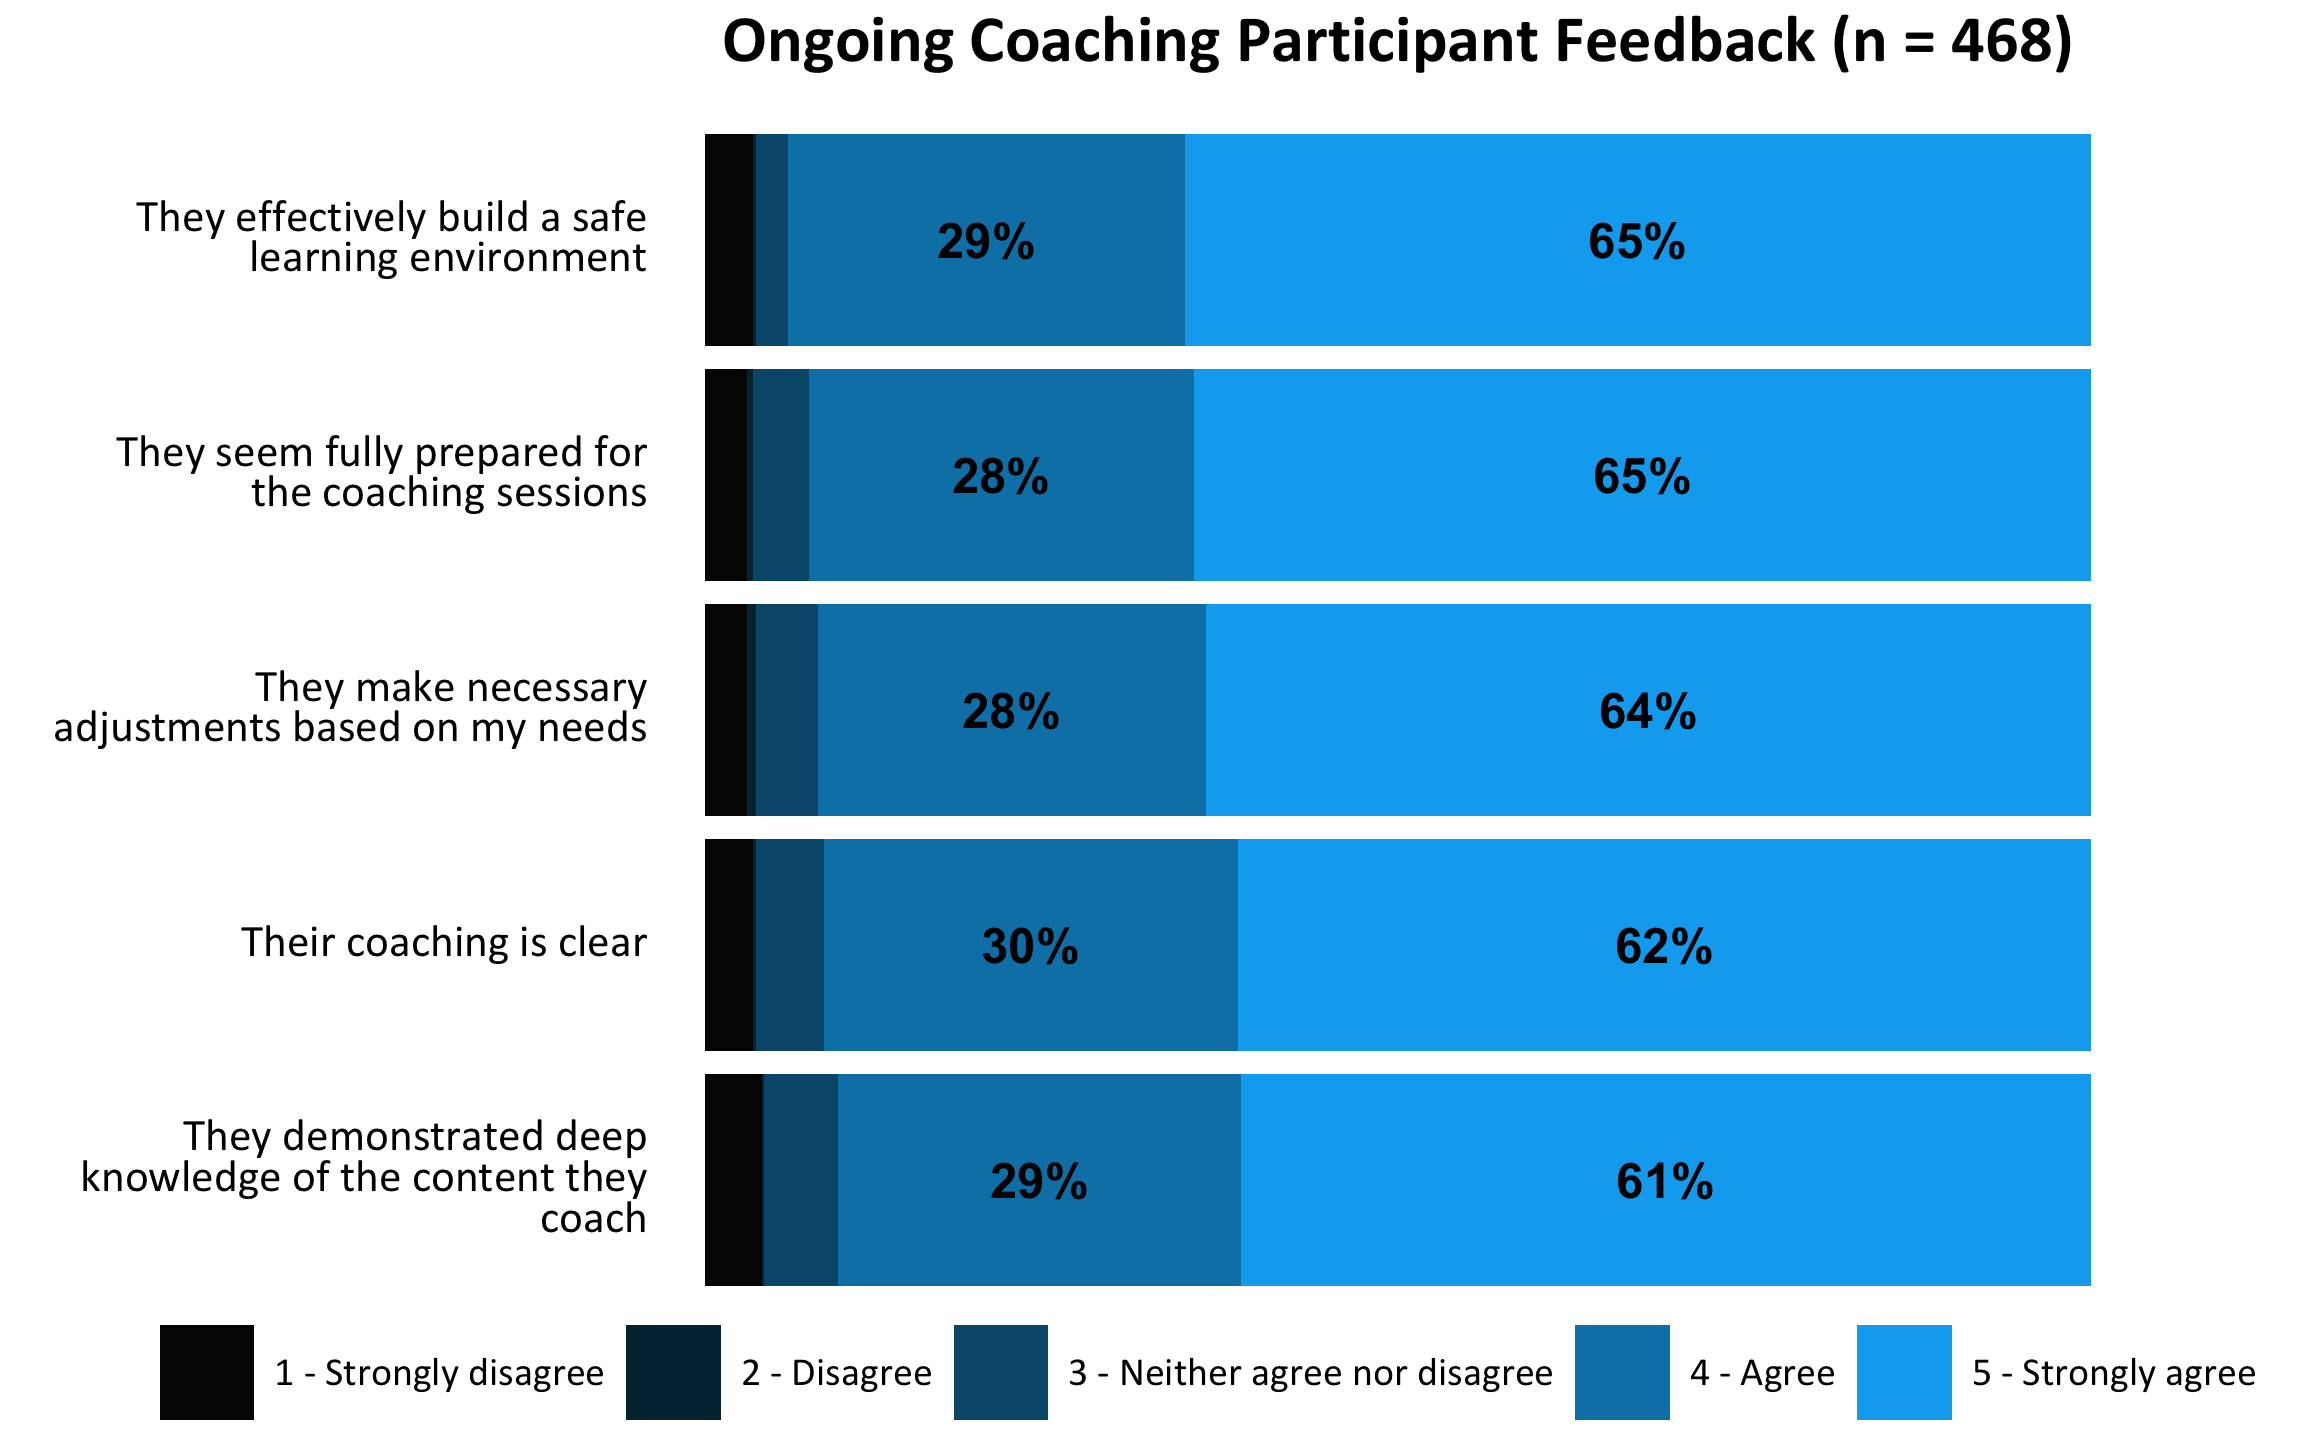 Ongoing Coaching Participant Feedback (n = 468)
They effectively build a safe
learning environment
29%
65%
They seem fully prepared for
the coaching sessions
28%
65%
They make necessary
adjustments based on my needs
28%
64%
Their coaching is clear
30%
62%
They demonstrated deep
knowledge of the content they
coach
29%
61%
1 - Strongly disagree
2 - Disagree
3 - Neither agree nor disagree
4 - Agree
5 - Strongly agree